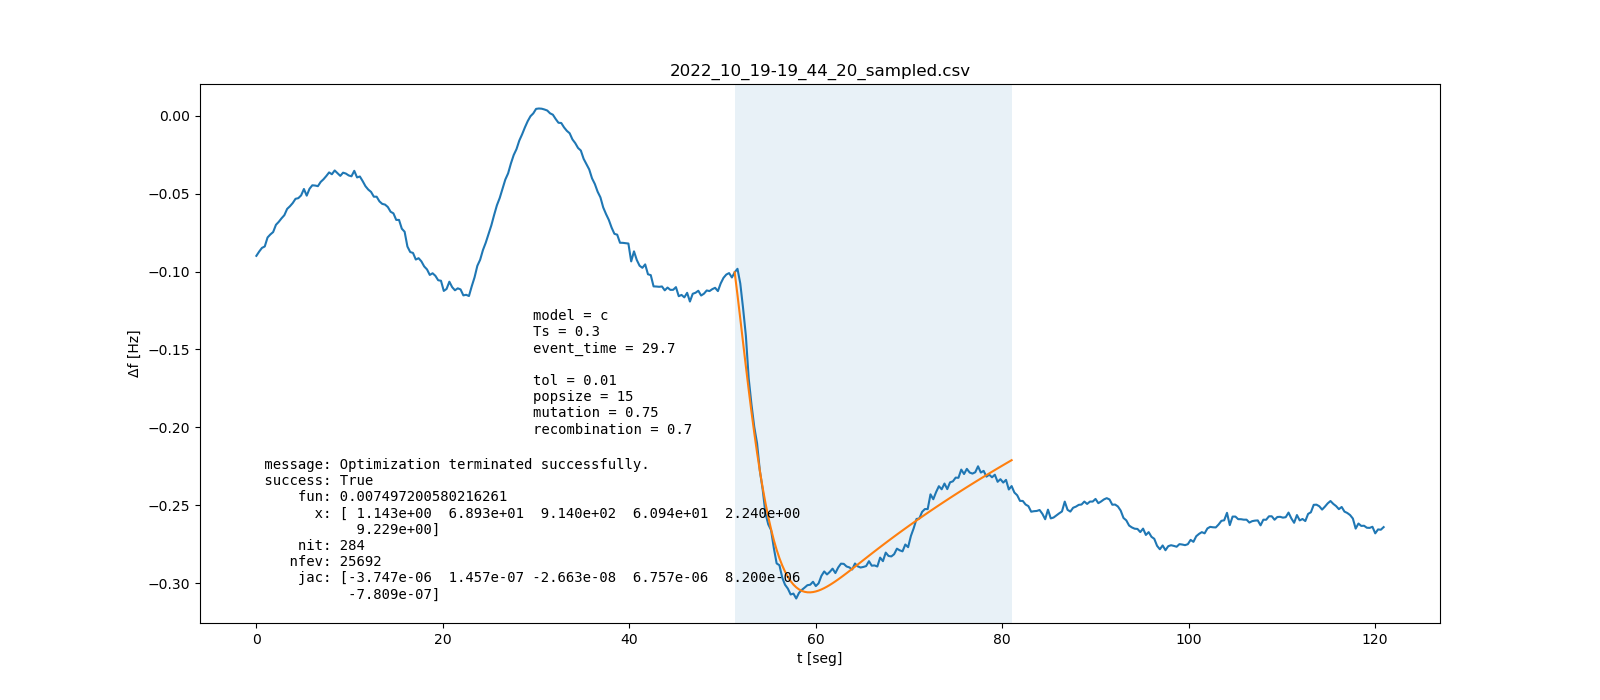 2022_10_19-19_44_20_sampled.csv
0.00
−0.05
−0.10
−0.15
−0.20
−0.25
−0.30
Δf [Hz]
model = c
Ts = 0.3
event_time = 29.7
tol = 0.01
popsize = 15
mutation = 0.75
recombination = 0.7
message: Optimization terminated successfully.
success: True
fun: 0.007497200580216261
x: [ 1.143e+00  6.893e+01  9.140e+02  6.094e+01  2.240e+00
9.229e+00]
nit: 284
nfev: 25692
jac: [-3.747e-06  1.457e-07 -2.663e-08  6.757e-06  8.200e-06
-7.809e-07]
0 20 40 60 80 100 120
t [seg]